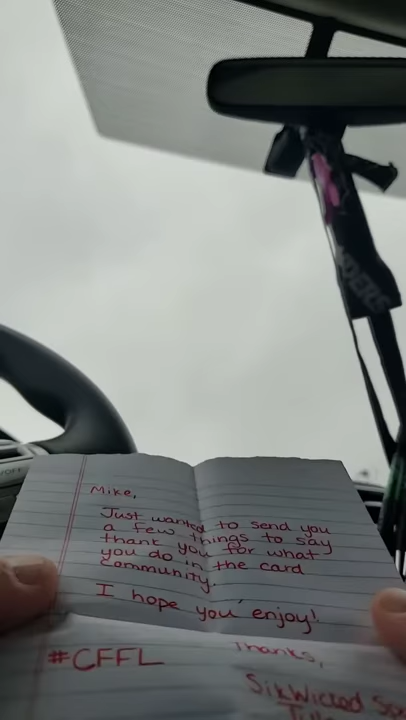 Mike,
Just wanted to send you
a few things to say
thank you for what
you do in the card
community.
I hope you enjoy!
#CFFL
Thanks,
SikWicked